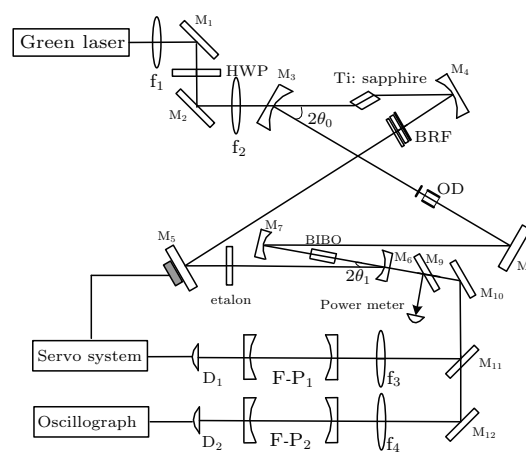 Green laser
f1
M1
HWP
M2
f2
M3
2θ0
Ti: sapphire
M4
BRF
OD
M
M7
M5
BIBO
M6
M9
2θ1
M10
etalon
Power meter
Servo system
D1
F-P1
f3
M11
Oscillograph
D2
F-P2
f4
M12